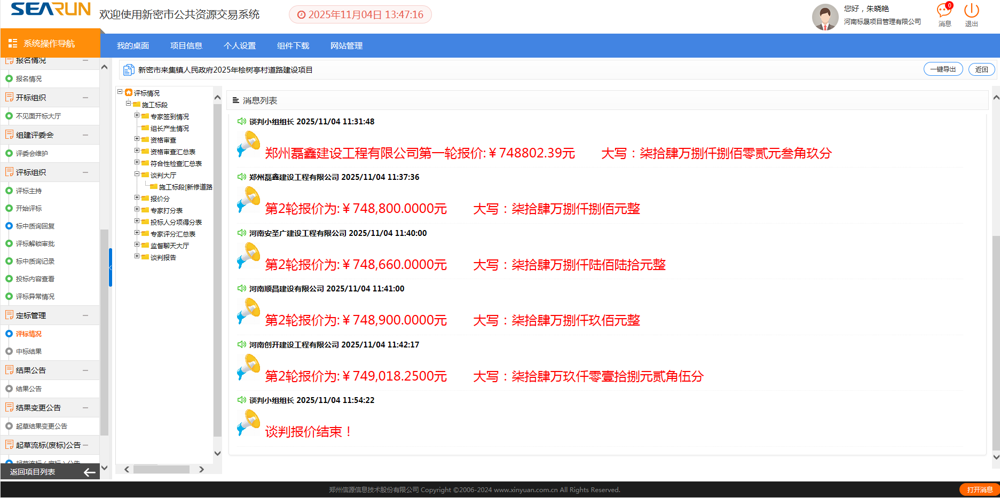 SEARUN
欢迎使用新密市公共资源交易系统
2025年11月04日 13:47:16
您好，朱晓艳
河南标晟项目管理有限公司
0
消息
退出
系统操作导航
我的桌面
项目信息
个人设置
组件下载
网站管理
报名情况
报名情况
开标组织
不见面开标大厅
组建评委会
评委会维护
评标组织
评标主持
开始评标
标中质询回复
评标解锁审批
标中质询记录
投标内容查看
评标异常情况
定标管理
评标情况
中标结果
结果公告
结果公告
结果变更公告
起草结果变更公告
起草流标(废标)公告
起草流标（废标）公告
返回项目列表
新密市来集镇人民政府2025年桧树亭村道路建设项目
一键导出
返回
评标情况
施工标段
专家签到情况
组长产生情况
资格审查
资格审查汇总表
符合性检查汇总表
谈判大厅
施工标段[新修道路
报价分
专家打分表
投标人分项得分表
专家评分汇总表
监督聊天大厅
谈判报告
消息列表
谈判小组组长 2025/11/04 11:31:48
郑州磊鑫建设工程有限公司第一轮报价:￥748802.39元 大写：柒拾肆万捌仟捌佰零贰元叁角玖分
郑州磊鑫建设工程有限公司 2025/11/04 11:37:36
第2轮报价为:￥748,800.0000元 大写：柒拾肆万捌仟捌佰元整
河南安圣广建设工程有限公司 2025/11/04 11:40:00
第2轮报价为:￥748,660.0000元 大写：柒拾肆万捌仟陆佰陆拾元整
河南顺昌建设有限公司 2025/11/04 11:41:00
第2轮报价为:￥748,900.0000元 大写：柒拾肆万捌仟玖佰元整
河南创开建设工程有限公司 2025/11/04 11:42:17
第2轮报价为:￥749,018.2500元 大写：柒拾肆万玖仟零壹拾捌元贰角伍分
谈判小组组长 2025/11/04 11:54:22
谈判报价结束！
郑州信源信息技术股份有限公司 Copyright ©2006-2024 www.xinyuan.com.cn All Rights Reserved.
打开消息